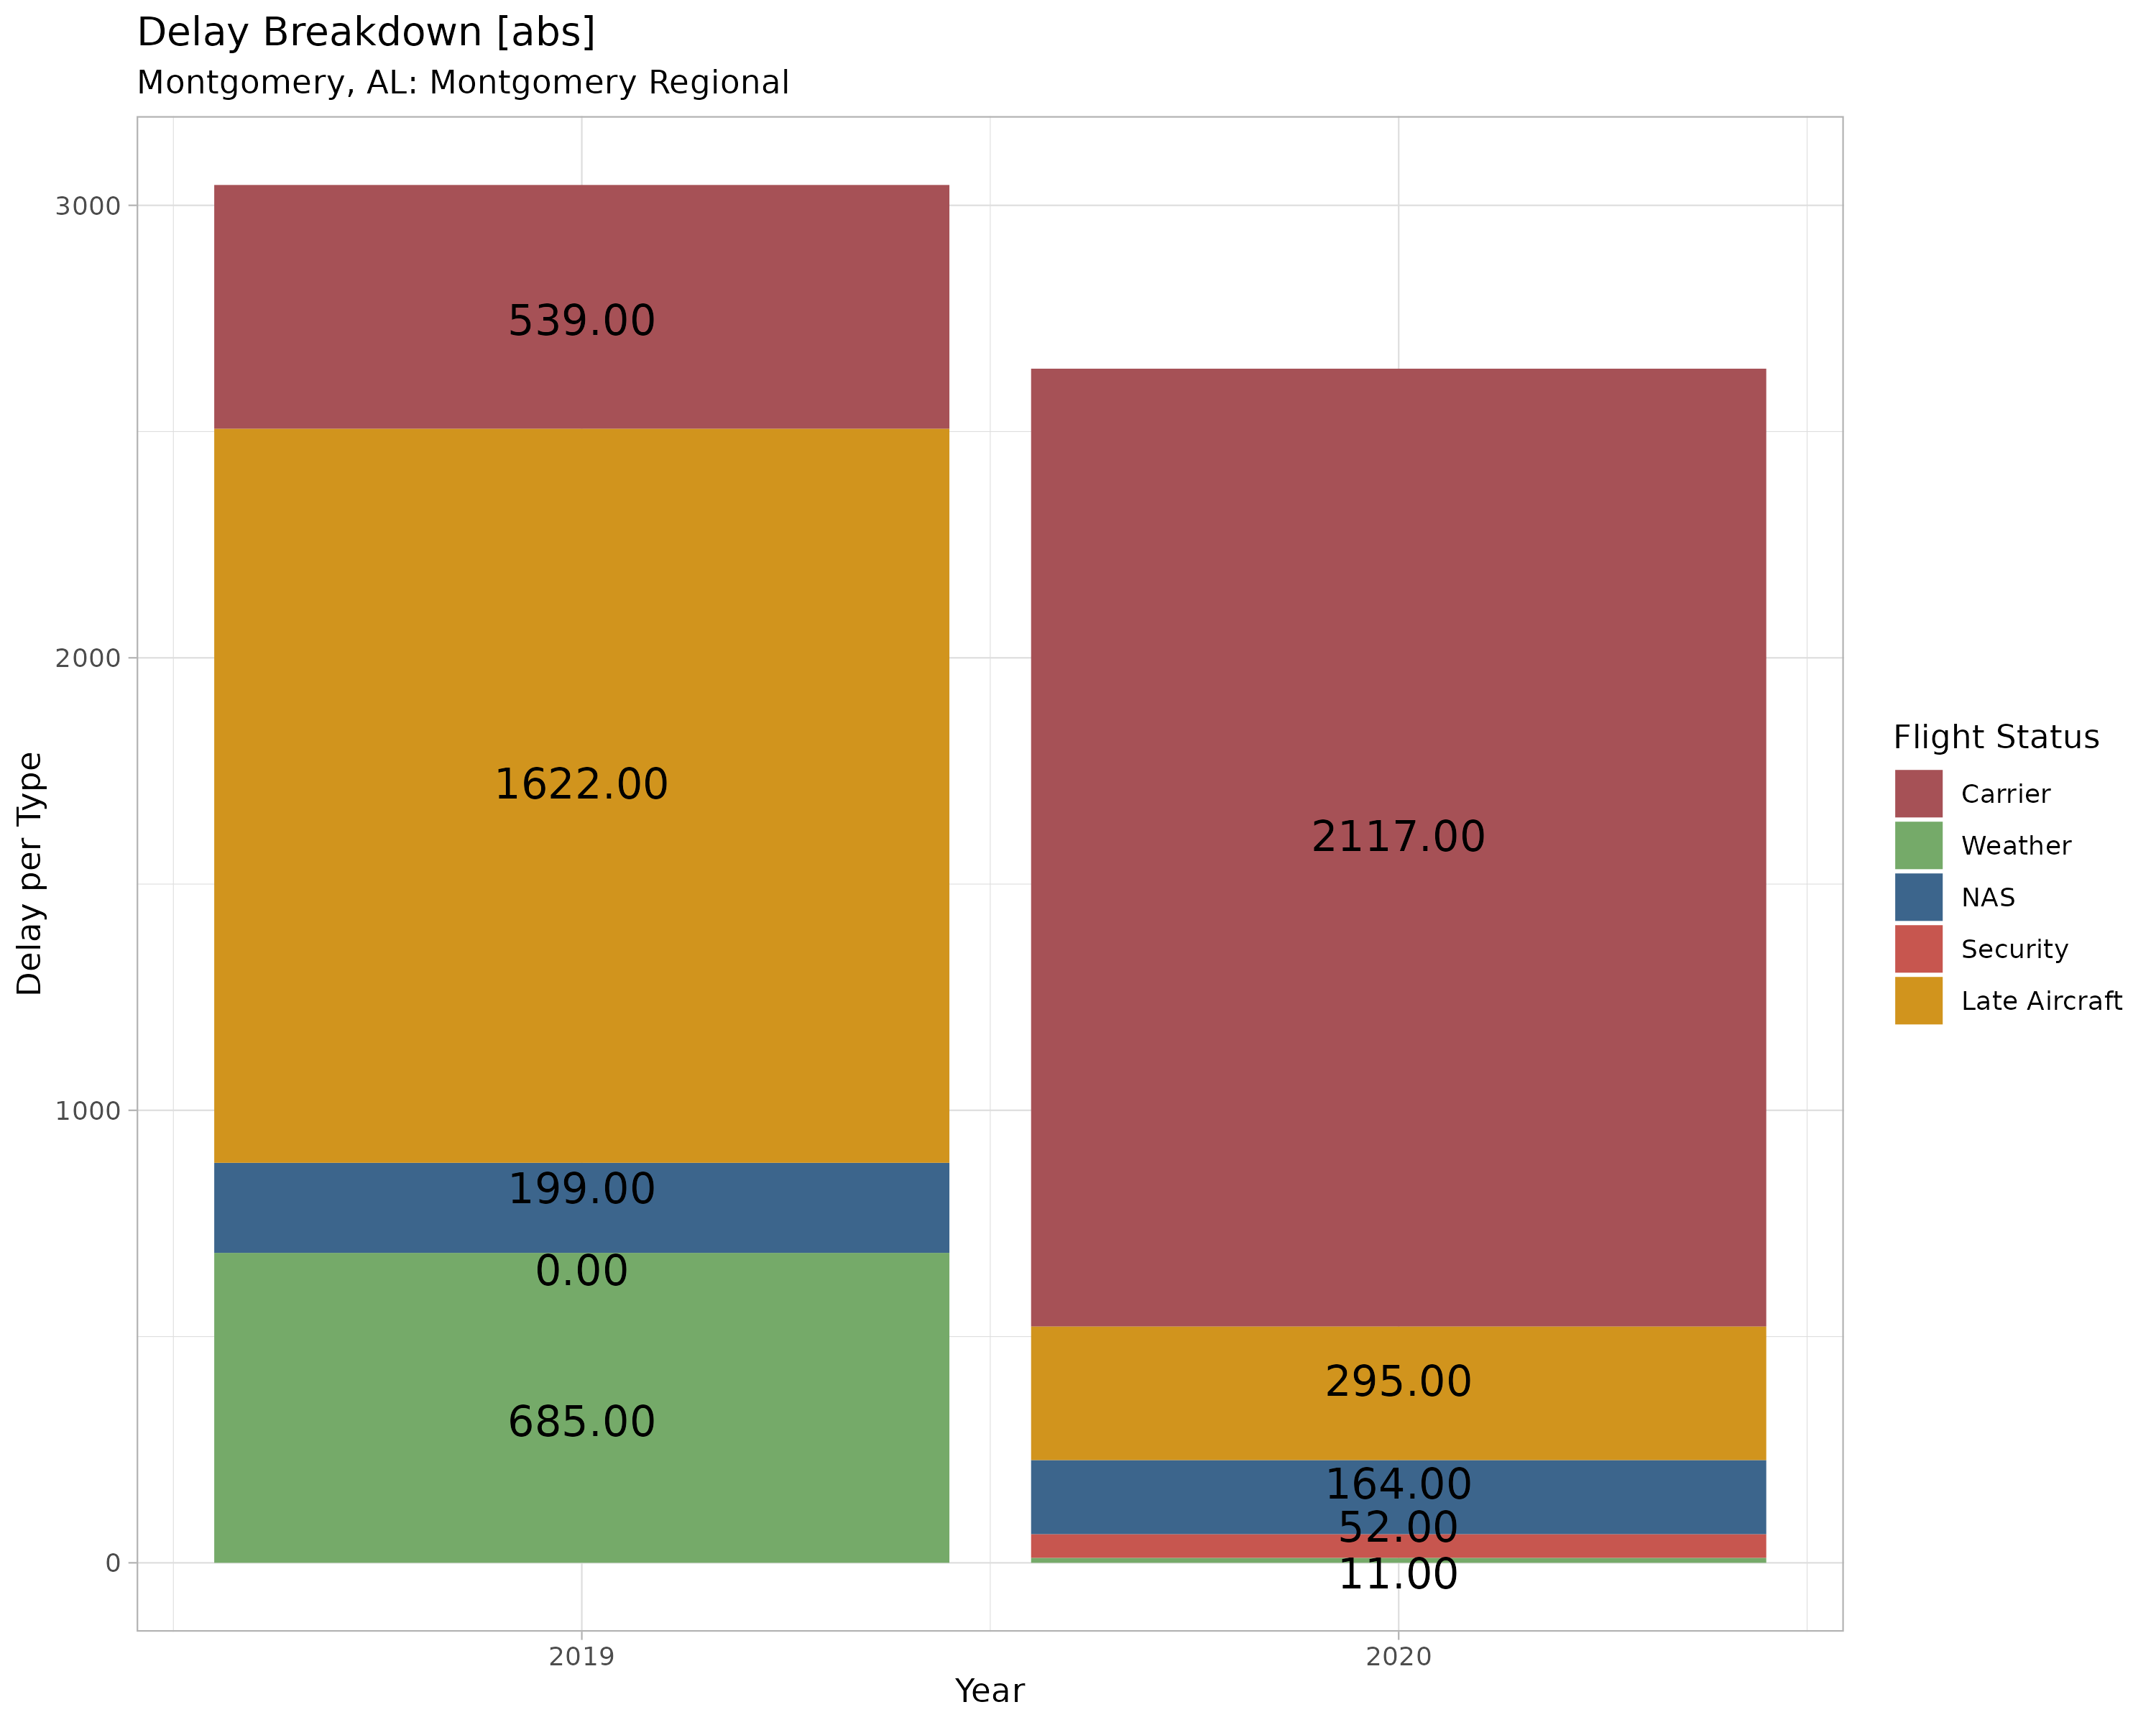 Delay Breakdown [abs]
Montgomery, AL: Montgomery Regional
Delay per Type
3000
2000
1000
0
539.00
1622.00
199.00
0.00
685.00
2117.00
295.00
164.00
52.00
11.00
2019
2020
Year
Flight Status
Carrier
Weather
NAS
Security
Late Aircraft